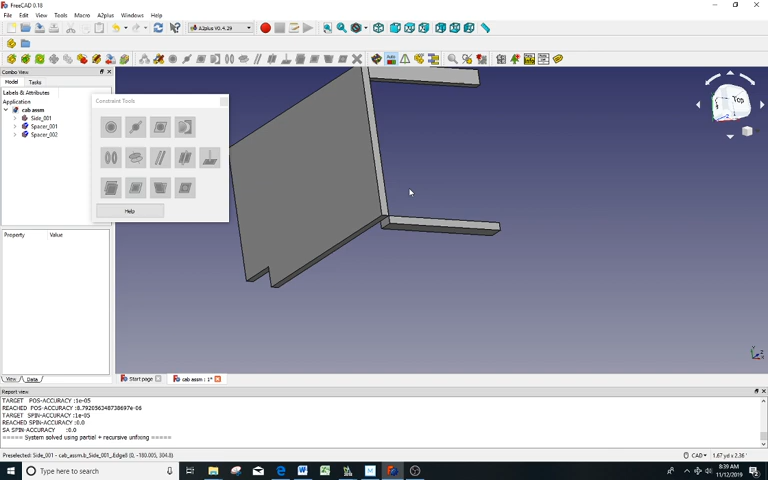 FreeCAD 0.18
File Edit View Tools Macro A2plus Windows Help
A2plus V0.4.29
Combo View
Model Tasks
Labels & Attributes
Application
cab assm
Side_001
Spacer_001
Spacer_002
Constraint Tools
Help
Top
Property Value
View Data
Start page
cab assm : 1*
Report view
TARGET POS-ACCURACY :1e-05
REACHED POS-ACCURACY :8.792056348738697e-06
TARGET SPIN-ACCURACY :1e-05
REACHED SPIN-ACCURACY :0.0
SA SPIN-ACCURACY :0.0
===== System solved using partial + recursive unfixing =====
Preselected: Side_001 - cab_assm.b_Side_001_.Edge8 (0, -180.005, 304.8)
CAD
1.67 yd x 2.36 '
Type here to search
8:39 AM
11/12/2019